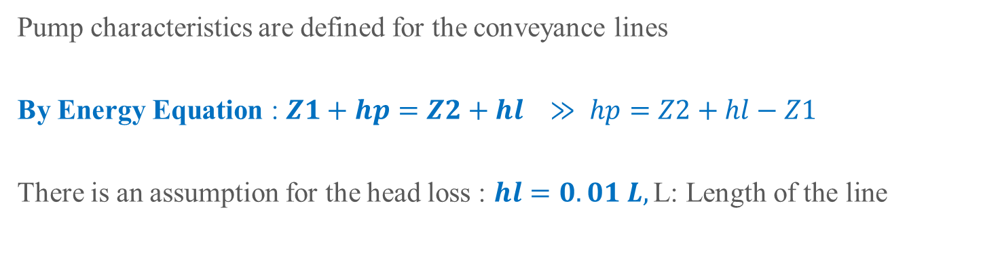 Pump characteristics are defined for the conveyance lines
By Energy Equation : Z1 + hp = Z2 + hl ≫ hp = Z2 + hl − Z1
There is an assumption for the head loss : hl = 0.01 L, L: Length of the line